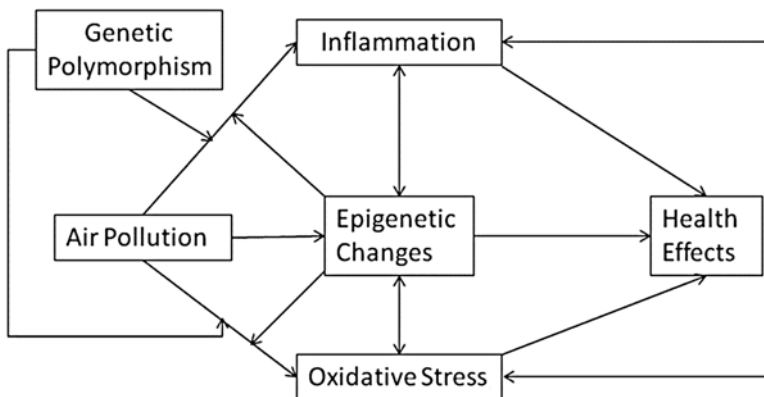 Genetic
Polymorphism
Inflammation
Air Pollution
Epigenetic
Changes
Health
Effects
Oxidative Stress